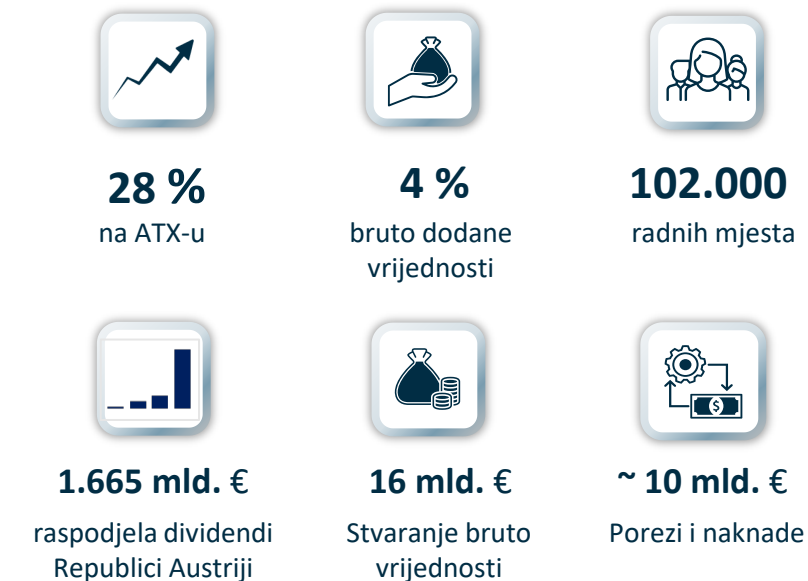 28 %
na ATX-u
4 %
bruto dodane
vrijednosti
102.000
radnih mjesta
1.665 mld. €
raspodjela dividendi
Republici Austriji
16 mld. €
Stvaranje bruto
vrijednosti
~ 10 mld. €
Porezi i naknade